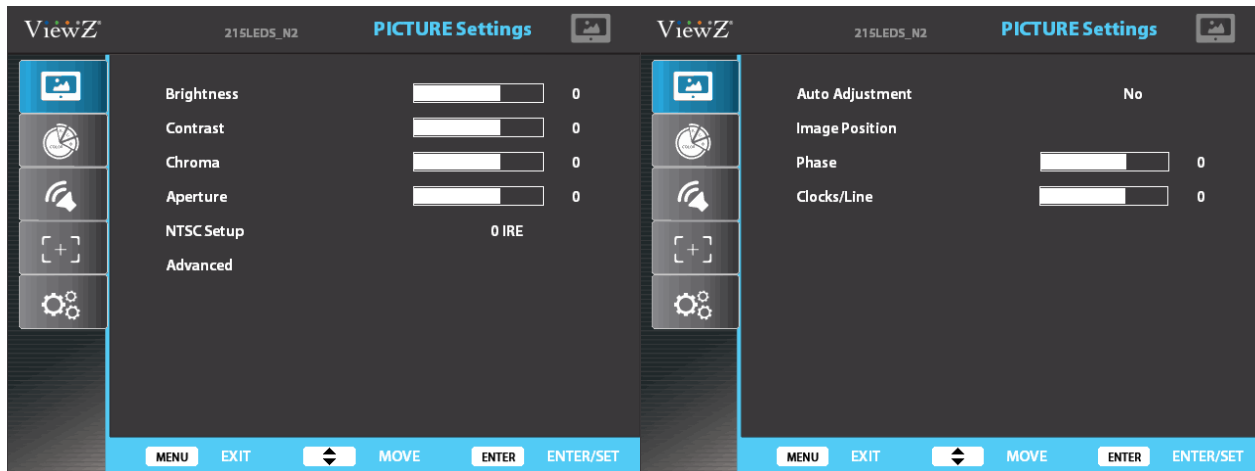 ViewZ 215LEDS_N2 PICTURE Settings
Brightness 0
Contrast 0
Chroma 0
Aperture 0
NTSC Setup 0 IRE
Advanced
COLOR
MENU EXIT MOVE ENTER ENTER/SET
ViewZ 215LEDS_N2 PICTURE Settings
Auto Adjustment No
Image Position
Phase 0
Clocks/Line 0
COLOR
MENU EXIT MOVE ENTER ENTER/SET